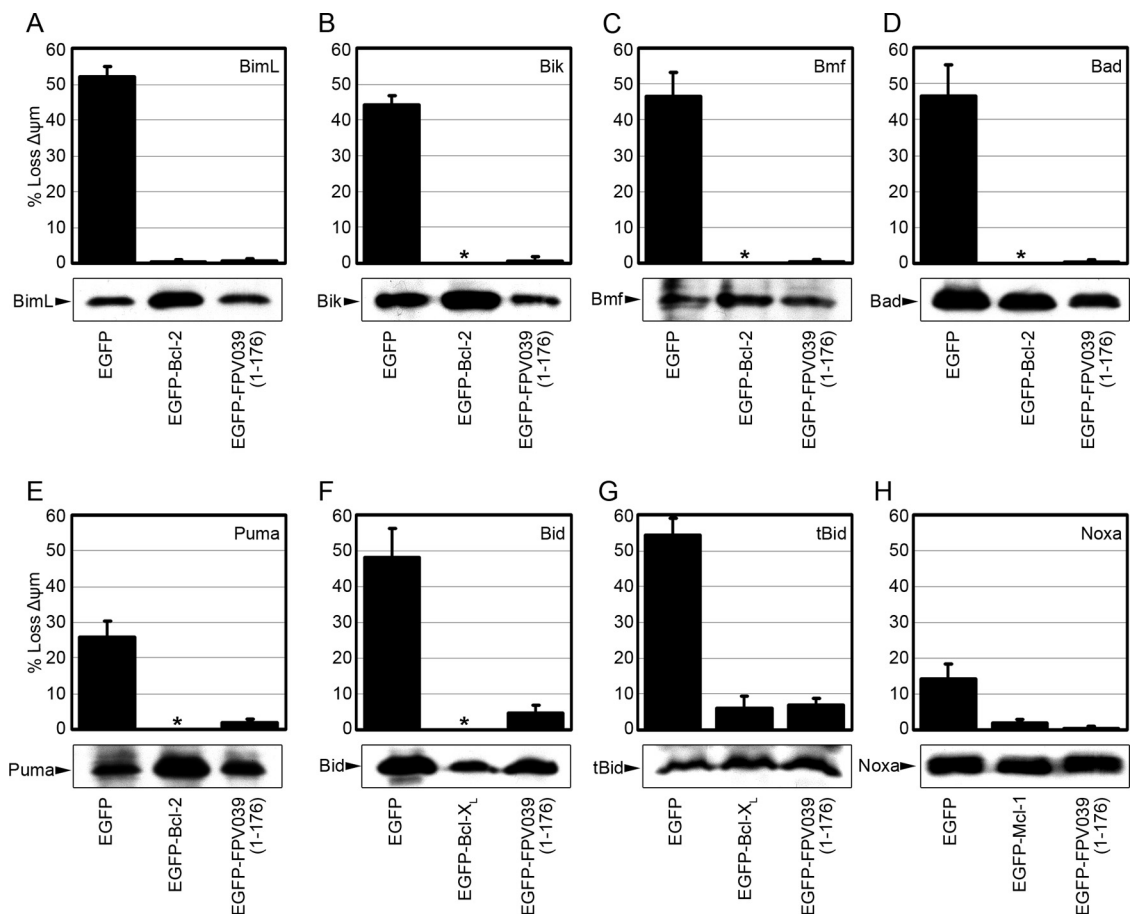 A
60
50
40
30
20
10
0
% Loss Δψm
BimL
BimL
EGFP
EGFP-Bcl-2
EGFP-FPV039
(1-176)
B
60
50
40
30
20
10
0
Bik
*
Bik
EGFP
EGFP-Bcl-2
EGFP-FPV039
(1-176)
C
60
50
40
30
20
10
0
Bmf
*
Bmf
EGFP
EGFP-Bcl-2
EGFP-FPV039
(1-176)
D
60
50
40
30
20
10
0
Bad
*
Bad
EGFP
EGFP-Bcl-2
EGFP-FPV039
(1-176)
E
60
50
40
30
20
10
0
% Loss Δψm
Puma
*
Puma
EGFP
EGFP-Bcl-2
EGFP-FPV039
(1-176)
F
60
50
40
30
20
10
0
Bid
*
Bid
EGFP
EGFP-Bcl-XL
EGFP-FPV039
(1-176)
G
60
50
40
30
20
10
0
tBid
tBid
EGFP
EGFP-Bcl-XL
EGFP-FPV039
(1-176)
H
60
50
40
30
20
10
0
Noxa
Noxa
EGFP
EGFP-Mcl-1
EGFP-FPV039
(1-176)